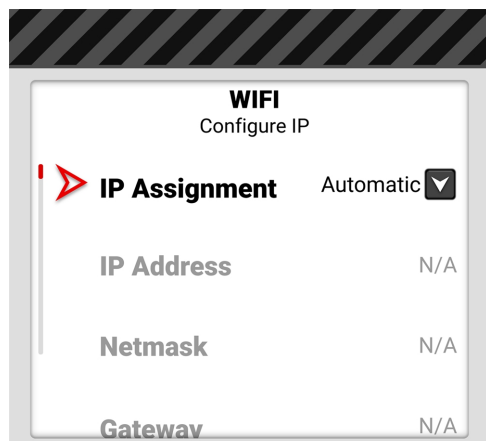 WIFI
Configure IP
IP Assignment Automatic
IP Address N/A
Netmask N/A
Gateway N/A